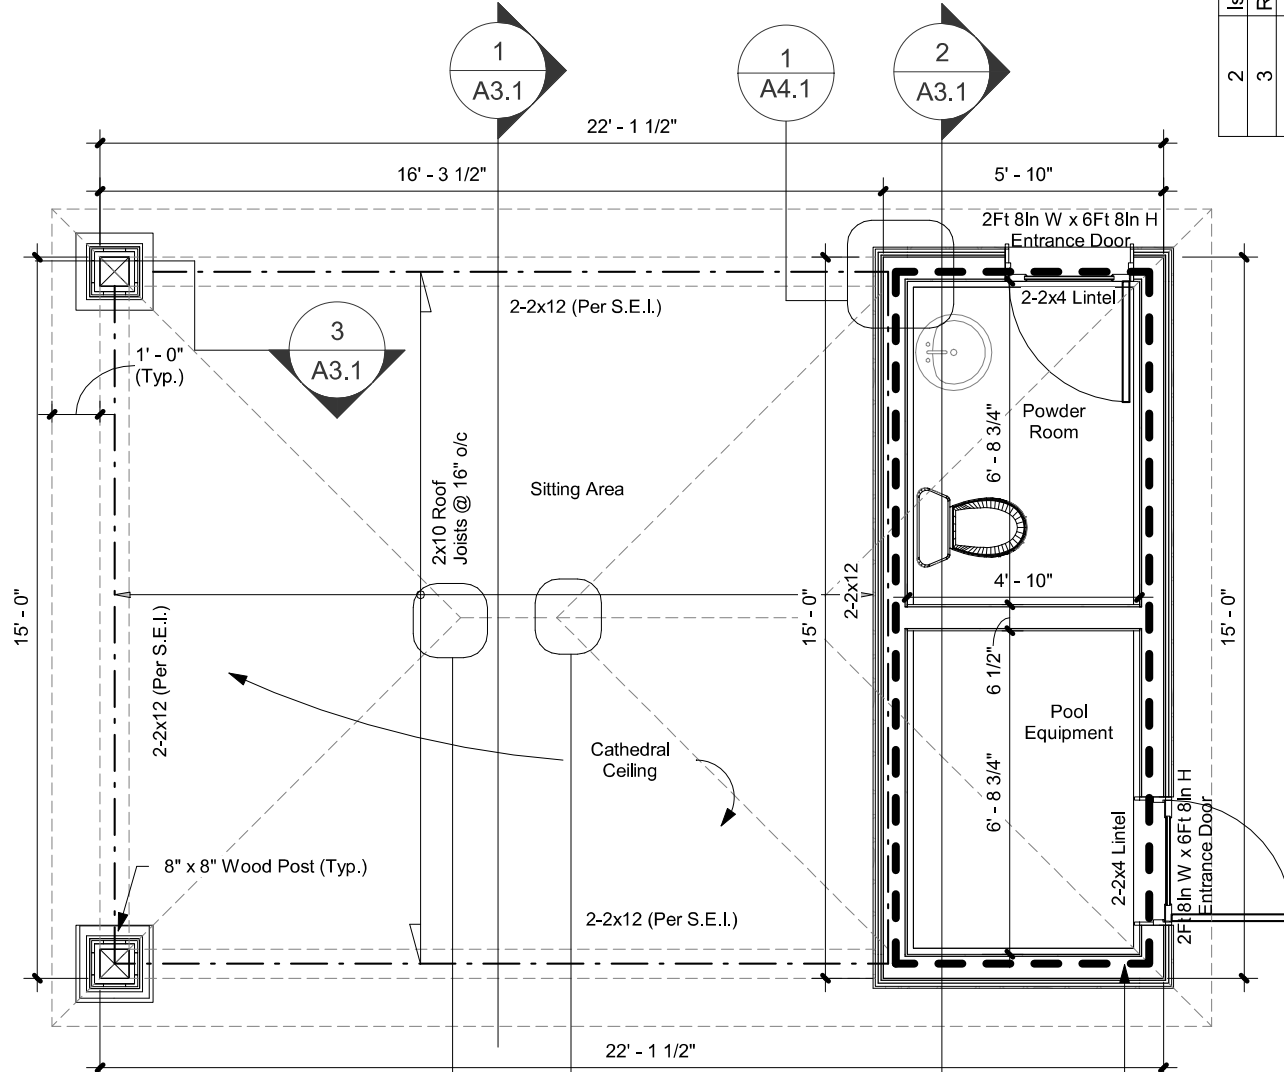 1
A3.1
1
A4.1
2
A3.1
2
3
22' - 1 1/2"
16' - 3 1/2"
5' - 10"
2Ft 8In W x 6Ft 8In H
Entrance Door
2-2x4 Lintel
2-2x12 (Per S.E.I.)
3
A3.1
1' - 0"
(Typ.)
Powder
Room
6' - 8 3/4"
2x10 Roof
Joists @ 16" o/c
Sitting Area
4' - 10"
2-2x12
15' - 0"
15' - 0"
15' - 0"
2-2x12 (Per S.E.I.)
6 1/2"
Pool
Equipment
Cathedral
Ceiling
6' - 8 3/4"
2-2x4 Lintel
2Ft 8In W x 6Ft 8In H
Entrance Door
8" x 8" Wood Post (Typ.)
2-2x12 (Per S.E.I.)
22' - 1 1/2"